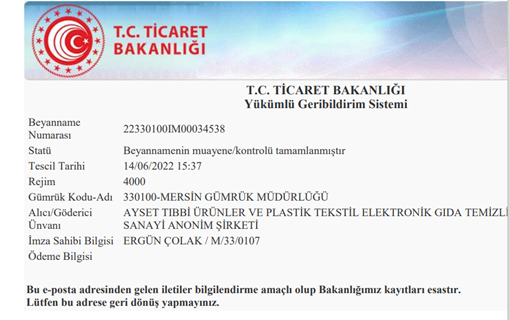 T.C. TİCARET
BAKANLIĞI
T.C. TİCARET BAKANLIĞI
Yükümlü Geribildirim Sistemi
Beyanname
Numarası 22330100IM00034538
Statü Beyannamenin muayene/kontrolü tamamlanmıştır
Tescil Tarihi 14/06/2022 15:37
Rejim 4000
Gümrük Kodu-Adı 330100-MERSİN GÜMRÜK MÜDÜRLÜĞÜ
Alıcı/Gönderici AYSET TIBBİ ÜRÜNLER VE PLASTİK TEKSTİL ELEKTRONİK GIDA TEMİZLİ
Ünvanı SANAYİ ANONİM ŞİRKETİ
İmza Sahibi Bilgisi ERGÜN ÇOLAK / M/33/0107
Ödeme Bilgisi
Bu e-posta adresinden gelen iletiler bilgilendirme amaçlı olup Bakanlığımız kayıtları esastır.
Lütfen bu adrese geri dönüş yapmayınız.